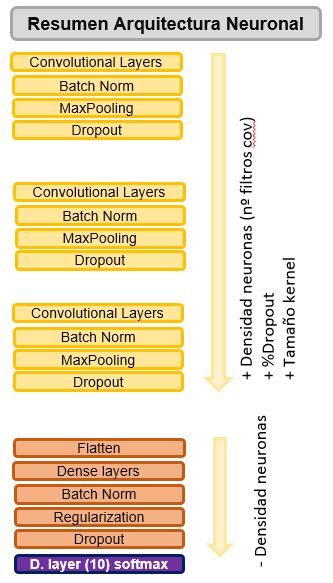 Resumen Arquitectura Neuronal
Convolutional Layers
Batch Norm
MaxPooling
Dropout
Convolutional Layers
Batch Norm
MaxPooling
Dropout
Convolutional Layers
Batch Norm
MaxPooling
Dropout
+ Densidad neuronas (nº filtros cov)
+ %Dropout
+ Tamaño kernel
Flatten
Dense layers
Batch Norm
Regularization
Dropout
D. layer (10) softmax
- Densidad neuronas